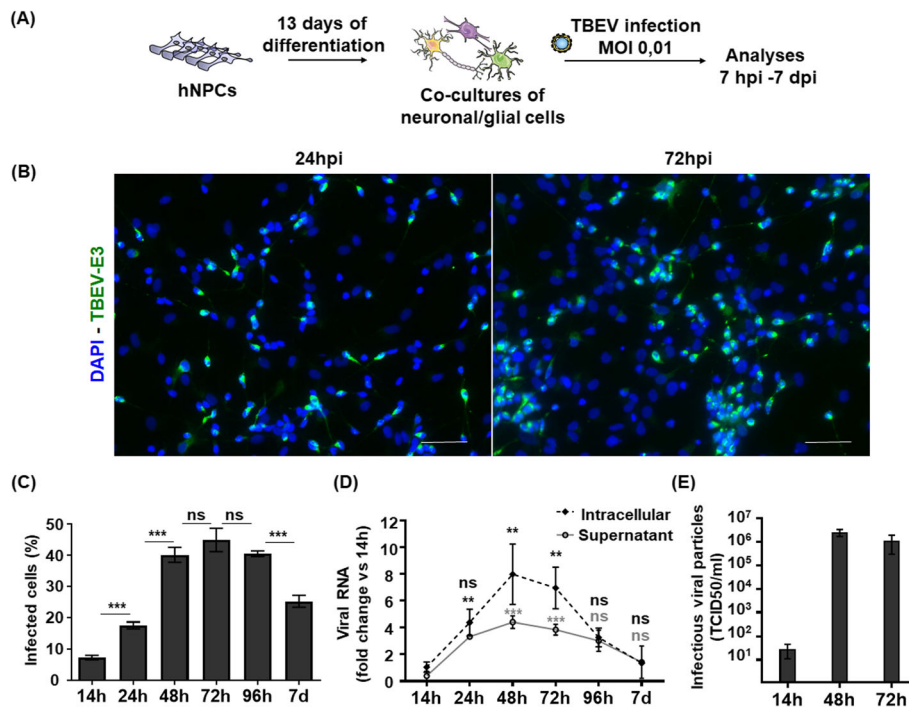 (A)
13 days of
differentiation
hNPCs
Co-cultures of
neuronal/glial cells
TBEV infection
MOI 0,01
Analyses
7 hpi -7 dpi
(B)
24hpi
72hpi
DAPI - TBEV-E3
(C)
Infected cells (%)
50
40
30
20
10
0
***
***
ns
ns
***
14h 24h 48h 72h 96h 7d
(D)
Viral RNA
(fold change vs 14h)
12
10
8
6
4
2
0
Intracellular
Supernatant
ns
**
**
***
**
***
ns
ns
ns
ns
14h 24h 48h 72h 96h 7d
(E)
Infectious viral particles
(TCID50/ml)
10⁷
10⁶
10⁵
10⁴
10³
10²
10¹
14h 48h 72h